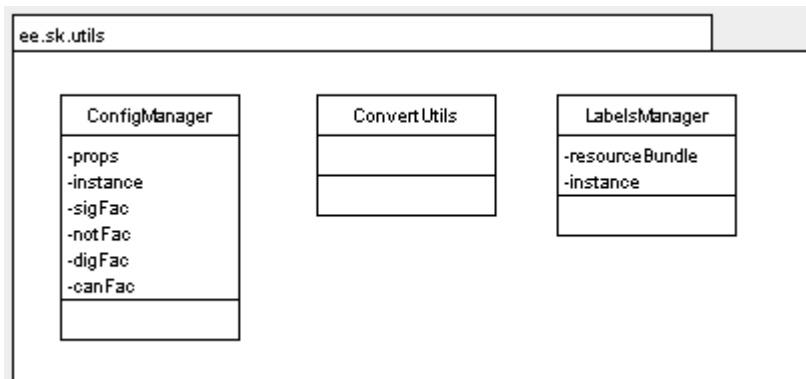 ee.sk.utils
ConfigManager
-props
-instance
-sigFac
-notFac
-digFac
-canFac
ConvertUtils
LabelsManager
-resourceBundle
-instance